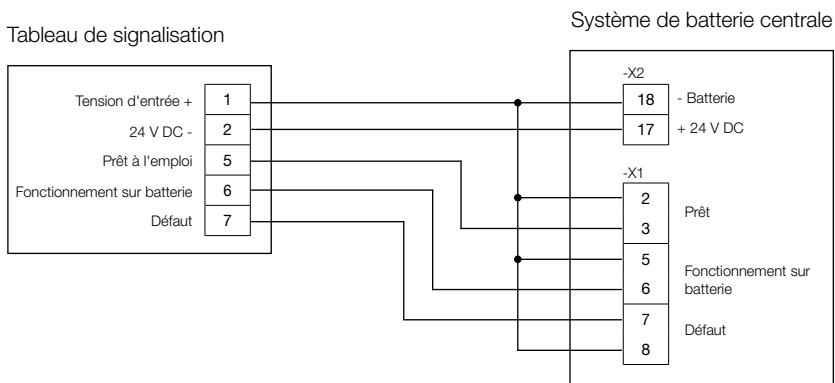 Tableau de signalisation
Système de batterie centrale
Tension d'entrée + 1
24 V DC - 2
Prêt à l'emploi 5
Fonctionnement sur batterie 6
Défaut 7
-X2
18 - Batterie
17 + 24 V DC
-X1
2
Prêt
3
5
Fonctionnement sur
batterie
6
7
Défaut
8